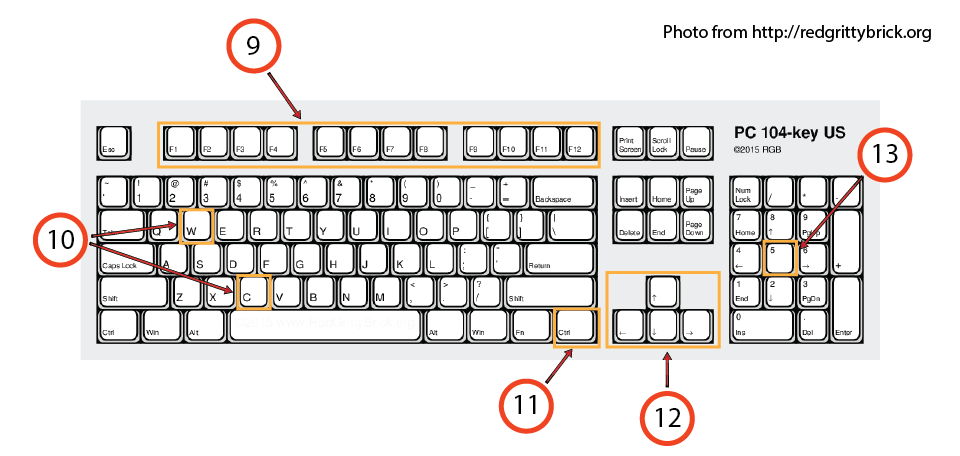 Photo from http://redgrittybrick.org
9
PC 104-key US
©2015 RGB
13
Esc F1 F2 F3 F4 F5 F6 F7 F8 F9 F10 F11 F12 Print Screen Scroll Lock Pause
~ ` ! 1 @ 2 # 3 $ 4 % 5 ^ 6 & 7 * 8 ( 9 ) 0 _ - + = Backspace Insert Home Page Up Num Lock / * -
Tab Q W E R T Y U I O P { [ } ] | \ Delete End Page Down 7 Home 8 ↑ 9 PgUp
10
Caps Lock A S D F G H J K L : ; " ' Return 4 ← 5 6 → +
Shift Z X C V B N M < , > . ? / Shift ↑ 1 End 2 ↓ 3 PgDn
Ctrl Win Alt Alt Win Fn Ctrl ← ↓ → 0 Ins . Del Enter
11
12